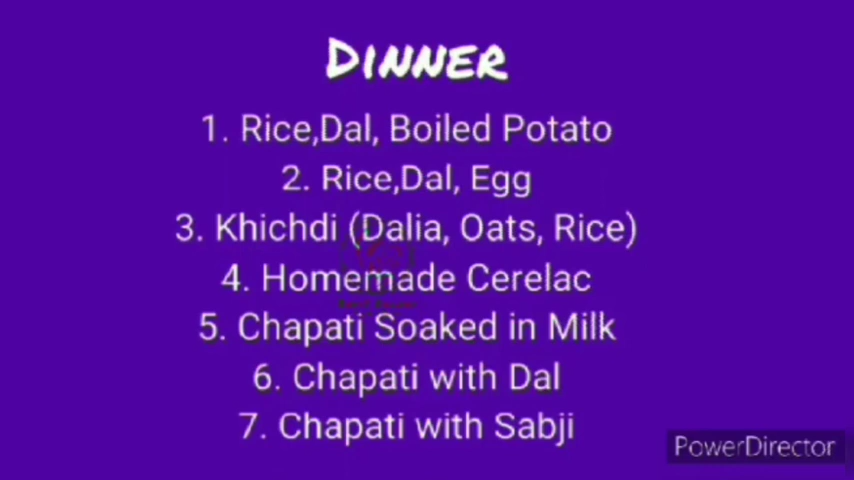 DINNER
1. Rice,Dal, Boiled Potato
2. Rice,Dal, Egg
3. Khichdi (Dalia, Oats, Rice)
4. Homemade Cerelac
5. Chapati Soaked in Milk
6. Chapati with Dal
7. Chapati with Sabji
PowerDirector